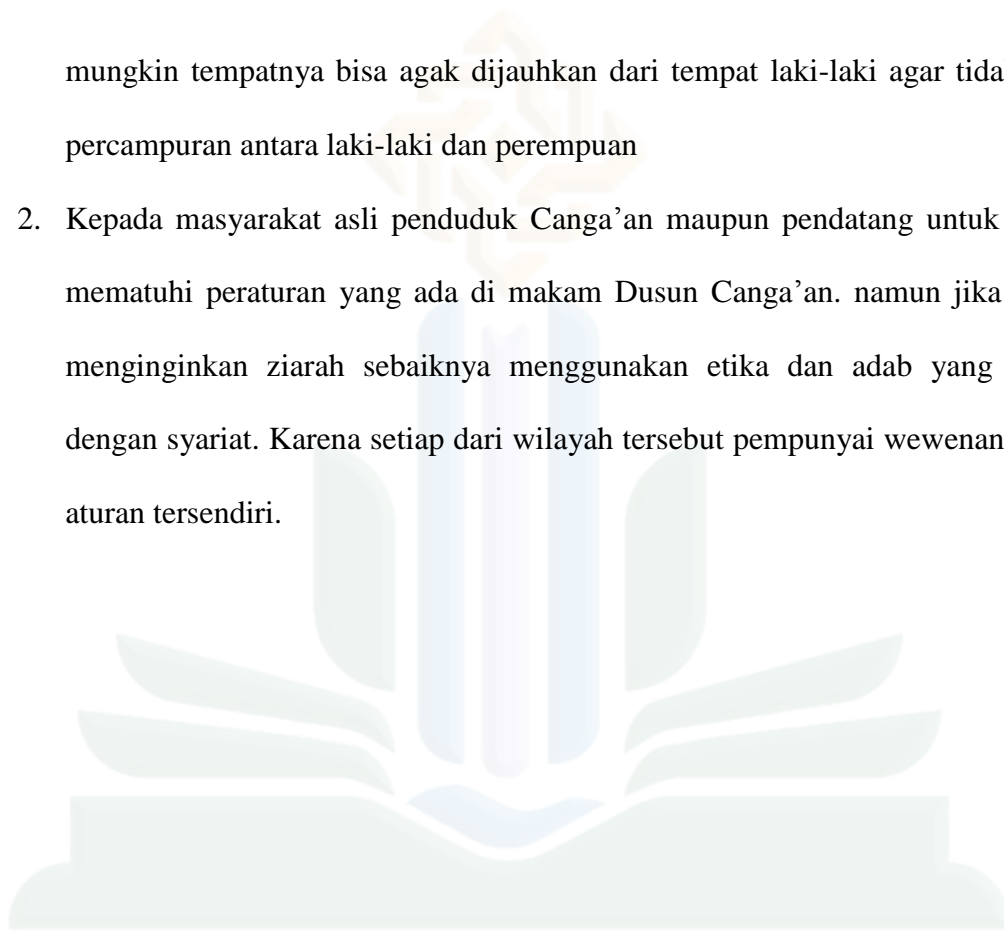 mungkin tempatnya bisa agak dijauhkan dari tempat laki-laki agar tida
percampuran antara laki-laki dan perempuan
2. Kepada masyarakat asli penduduk Canga’an maupun pendatang untuk
mematuhi peraturan yang ada di makam Dusun Canga’an. namun jika
menginginkan ziarah sebaiknya menggunakan etika dan adab yang
dengan syariat. Karena setiap dari wilayah tersebut pempunyai wewenan
aturan tersendiri.